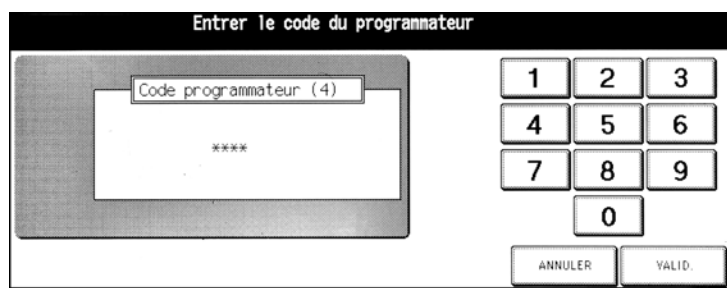 Entrer le code du programmateur
Code programmateur (4)
****
1 2 3
4 5 6
7 8 9
0
ANNULER VALID.